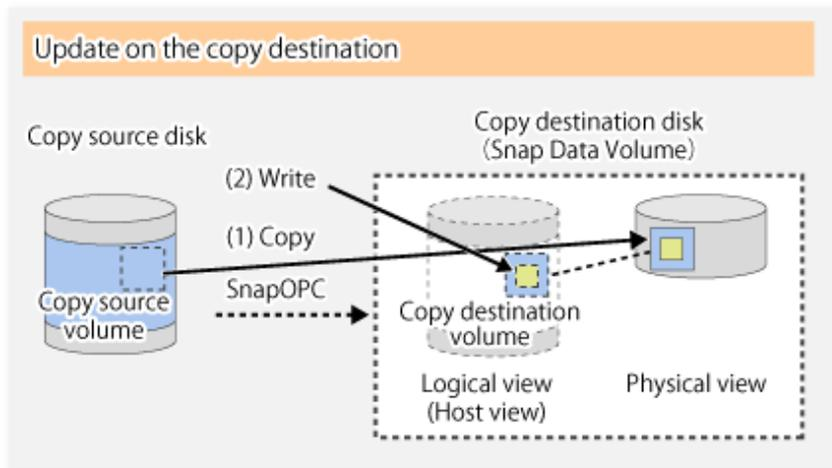 Update on the copy destination
Copy source disk
Copy destination disk
(Snap Data Volume)
(2) Write
(1) Copy
SnapOPC
Copy source
volume
Copy destination
volume
Logical view
(Host view)
Physical view